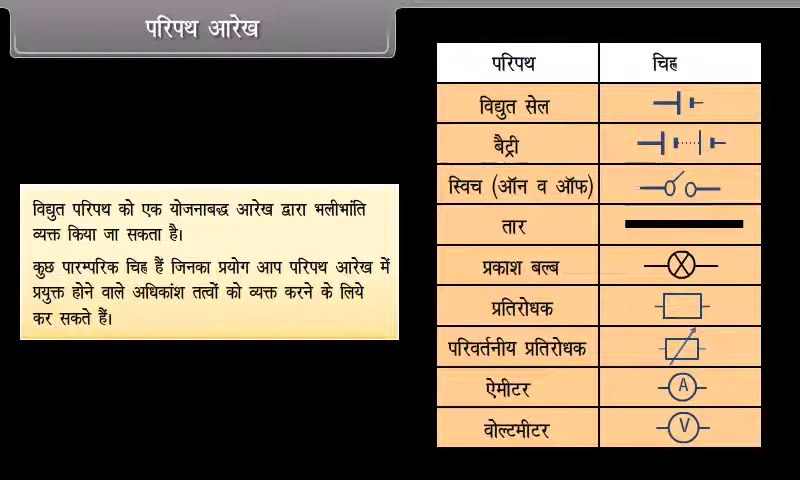 परिपथ आरेख
विद्युत परिपथ को एक योजनाबद्ध आरेख द्वारा भलीभांति
व्यक्त किया जा सकता है।
कुछ पारम्परिक चिह्न हैं जिनका प्रयोग आप परिपथ आरेख में
प्रयुक्त होने वाले अधिकांश तत्वों को व्यक्त करने के लिये
कर सकते हैं।
परिपथ चिह्न
विद्युत सेल
बैट्री
स्विच (ऑन व ऑफ)
तार
प्रकाश बल्ब
प्रतिरोधक
परिवर्तनीय प्रतिरोधक
ऐमीटर A
वोल्टमीटर V